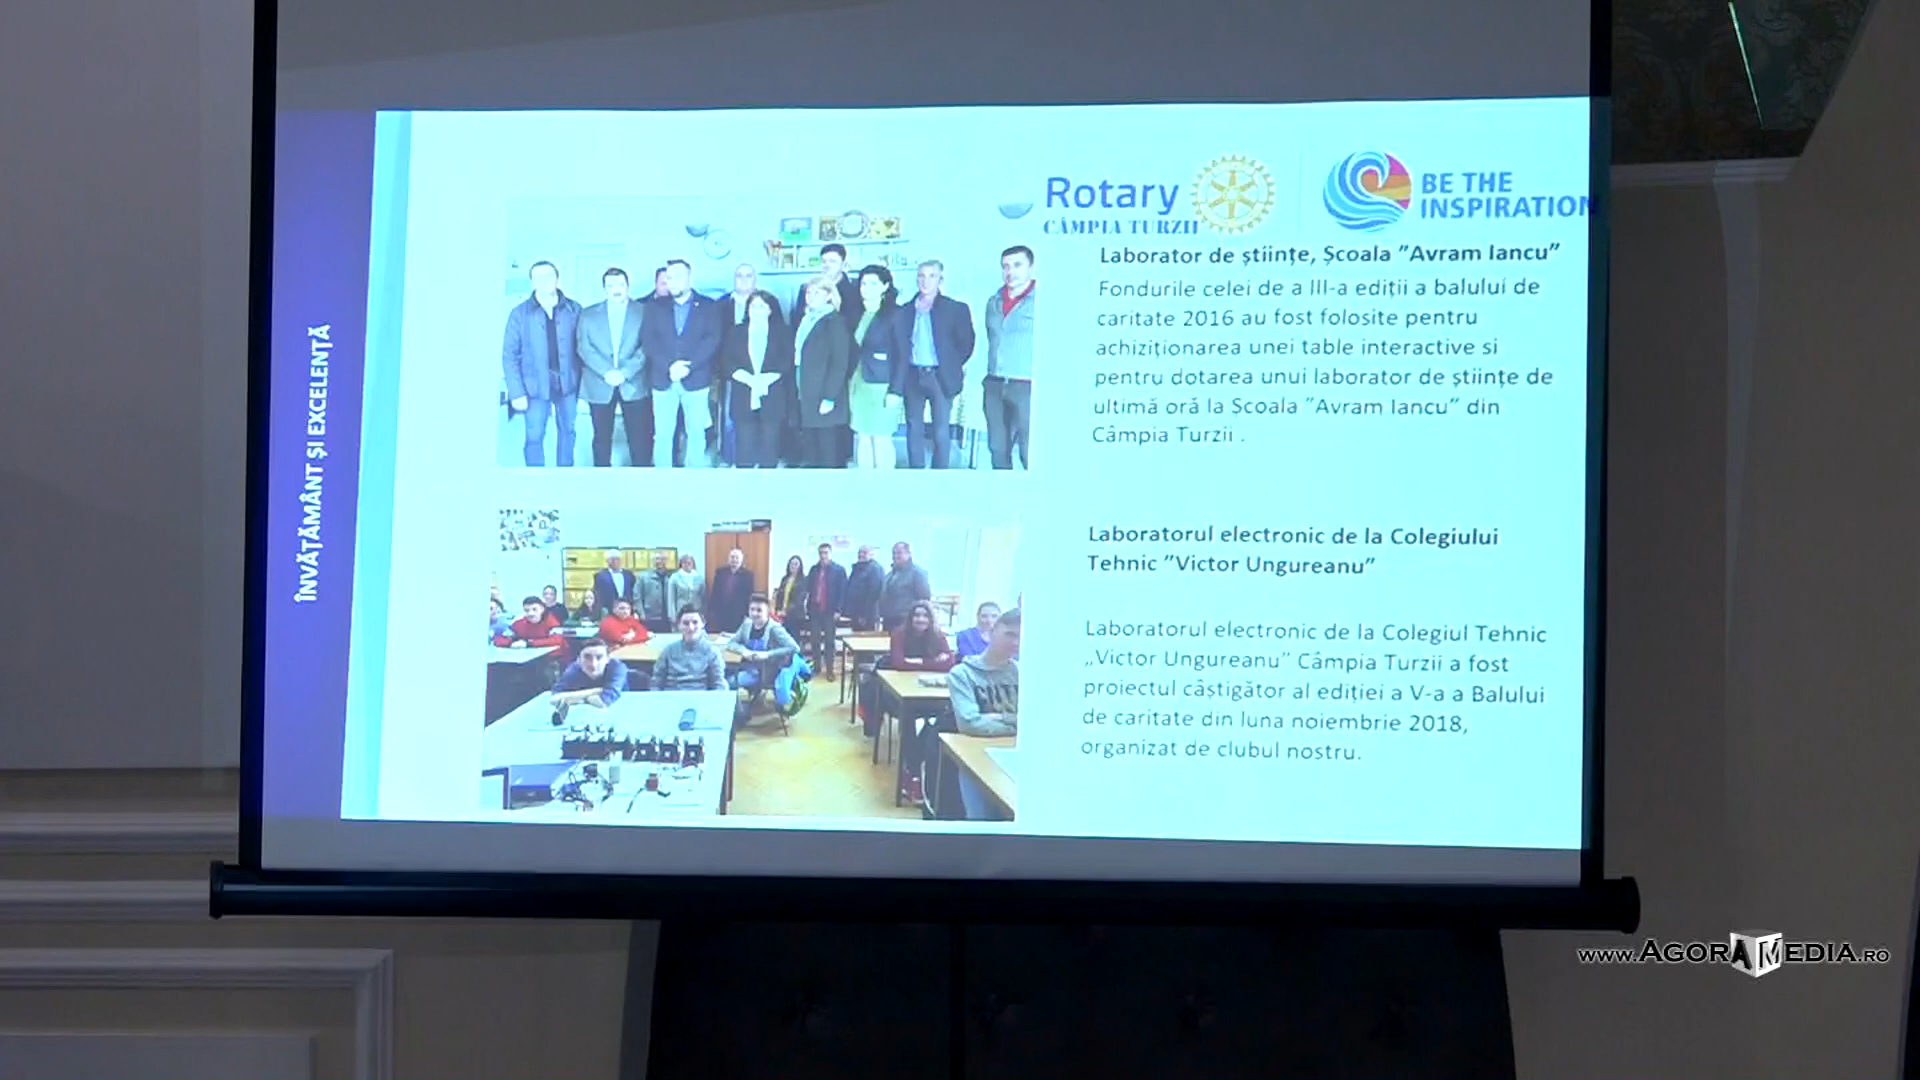 ÎNVĂȚĂMÂNT ȘI EXCELENȚĂ
Rotary
CÂMPIA TURZII
BE THE
INSPIRATION
Laborator de științe, Școala ”Avram Iancu”
Fondurile celei de a III-a ediții a balului de
caritate 2016 au fost folosite pentru
achiziționarea unei table interactive si
pentru dotarea unui laborator de științe de
ultimă oră la Școala ”Avram Iancu” din
Câmpia Turzii .
Laboratorul electronic de la Colegiului
Tehnic ”Victor Ungureanu”
Laboratorul electronic de la Colegiul Tehnic
„Victor Ungureanu” Câmpia Turzii a fost
proiectul câștigător al ediției a V-a a Balului
de caritate din luna noiembrie 2018,
organizat de clubul nostru.
www.AGORAMEDIA.RO